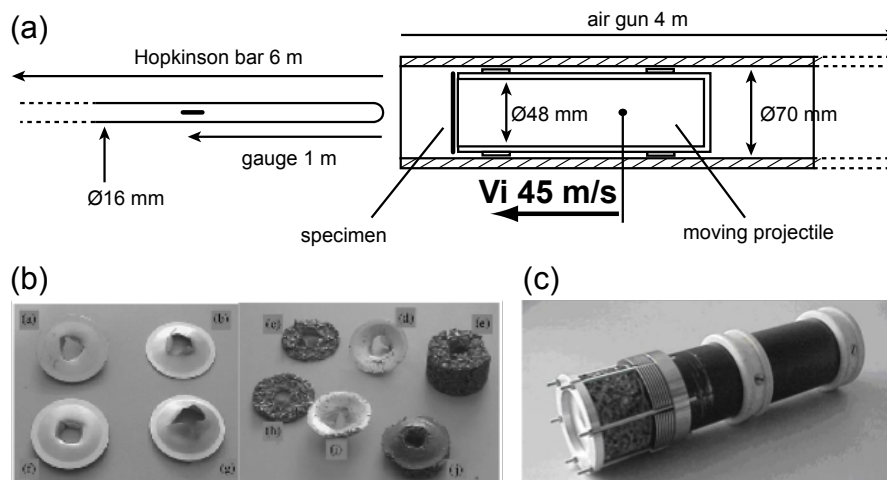 (a)
air gun 4 m
Hopkinson bar 6 m
Ø48 mm
Ø70 mm
gauge 1 m
Ø16 mm
Vi 45 m/s
specimen
moving projectile
(b)
(c)
(a)
(b)
(c)
(d)
(e)
(f)
(g)
(h)
(i)
(j)